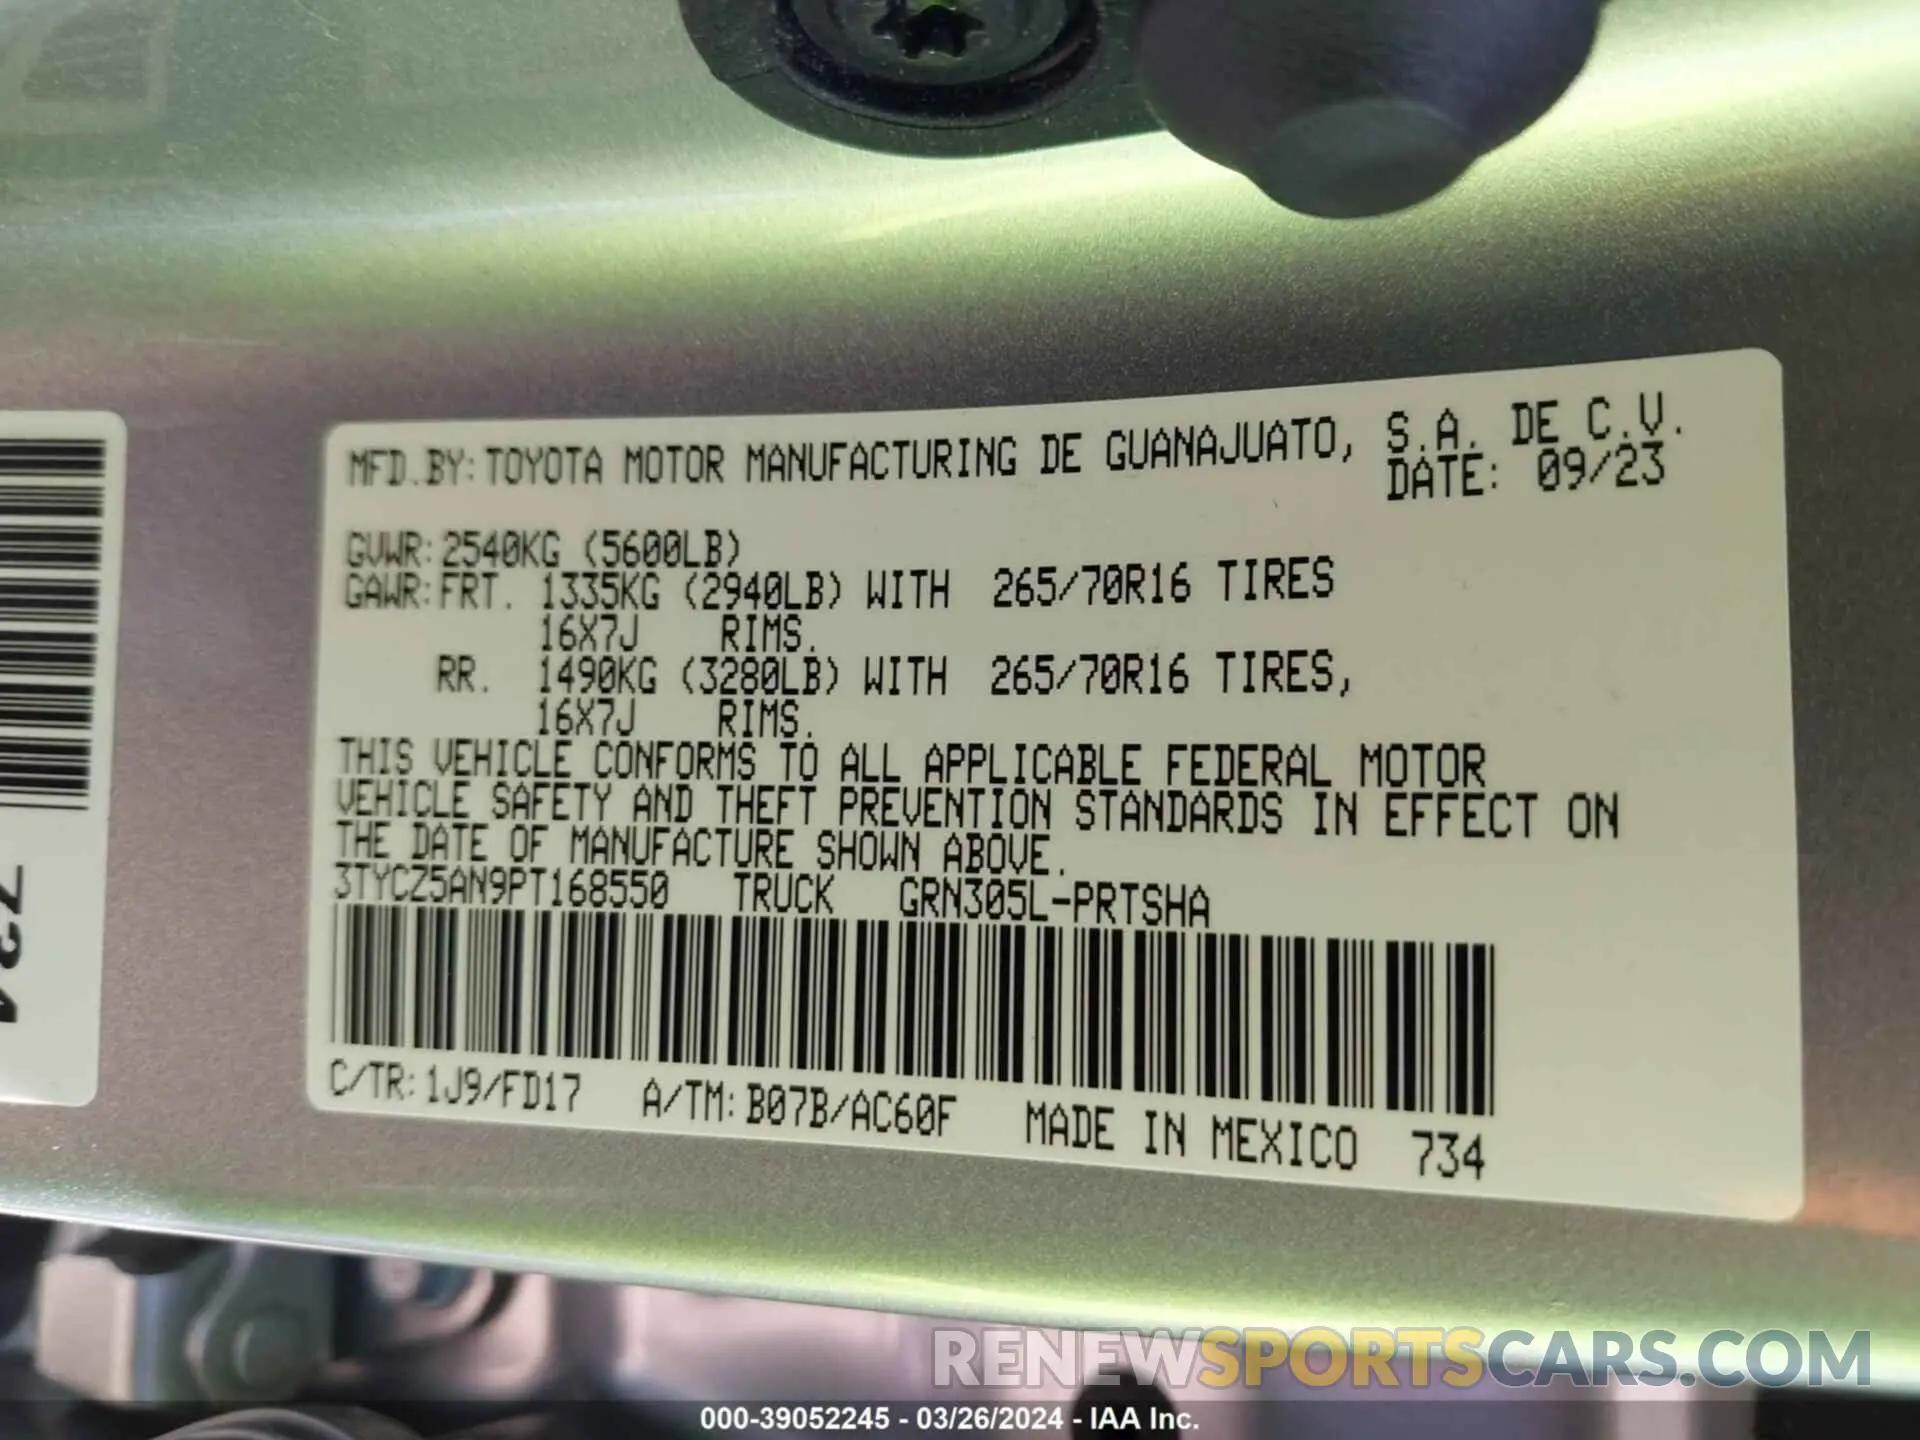 MFD.BY:TOYOTA MOTOR MANUFACTURING DE GUANAJUATO, S.A. DE C.V.
DATE: 09/23
GVWR:2540KG (5600LB)
GAWR:FRT. 1335KG (2940LB) WITH 265/70R16 TIRES
16X7J RIMS.
RR. 1490KG (3280LB) WITH 265/70R16 TIRES,
16X7J RIMS.
THIS VEHICLE CONFORMS TO ALL APPLICABLE FEDERAL MOTOR
VEHICLE SAFETY AND THEFT PREVENTION STANDARDS IN EFFECT ON
THE DATE OF MANUFACTURE SHOWN ABOVE.
3TYCZ5AN9PT168550 TRUCK GRN305L-PRTSHA
C/TR:1J9/FD17 A/TM:B07B/AC60F MADE IN MEXICO 734
734
RENEWSPORTSCARS.COM
000-39052245 - 03/26/2024 - IAA Inc.